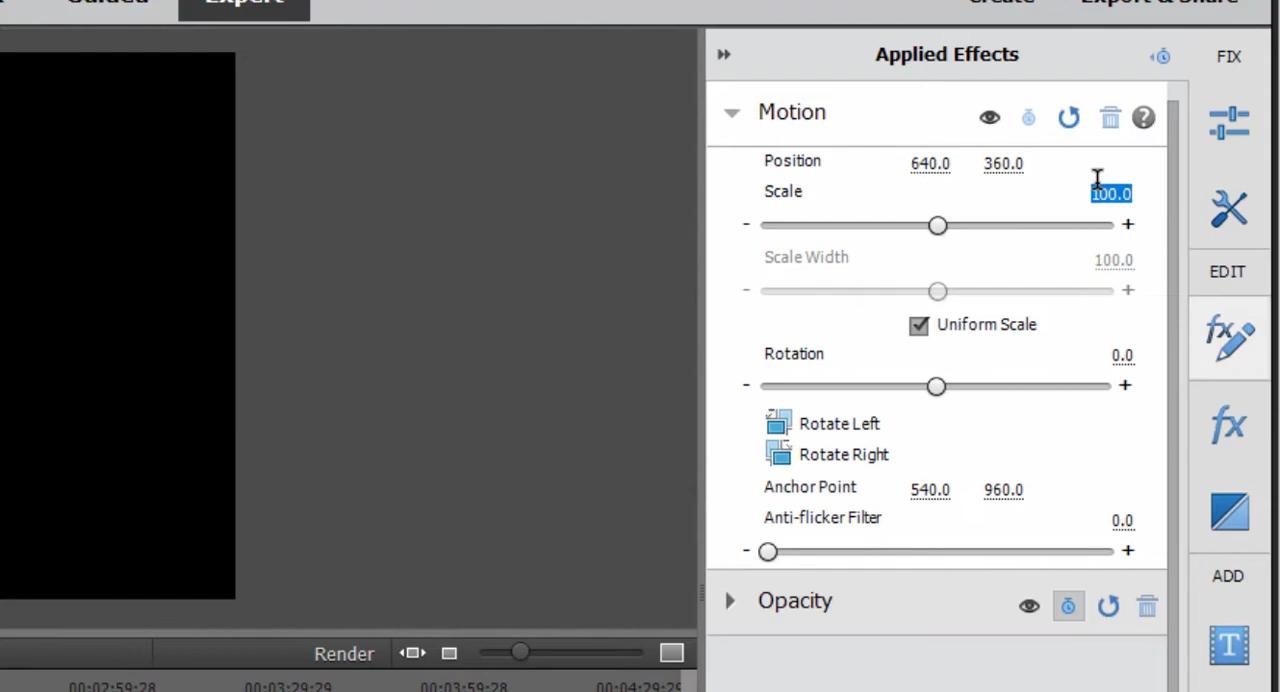 Guided Expert Create Export & Share
Applied Effects
FIX
Motion
Position 640.0 360.0
Scale 100.0
Scale Width 100.0
EDIT
Uniform Scale
Rotation 0.0
Rotate Left
Rotate Right
Anchor Point 540.0 960.0
Anti-flicker Filter 0.0
ADD
Opacity
Render
00:02:59:28 00:03:29:29 00:03:59:28 00:04:29:29